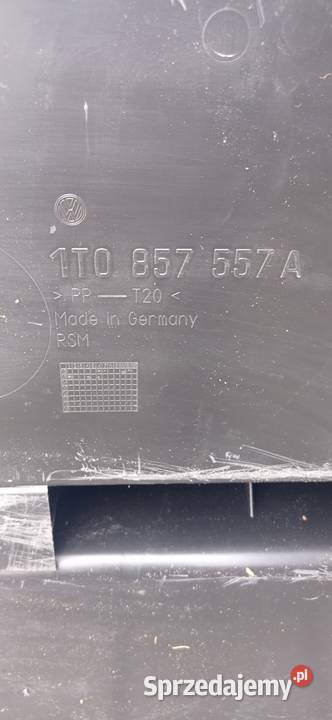 1T0 857 557 A
> PP — T20 <
Made in Germany
RSM
Sprzedajemy.pl